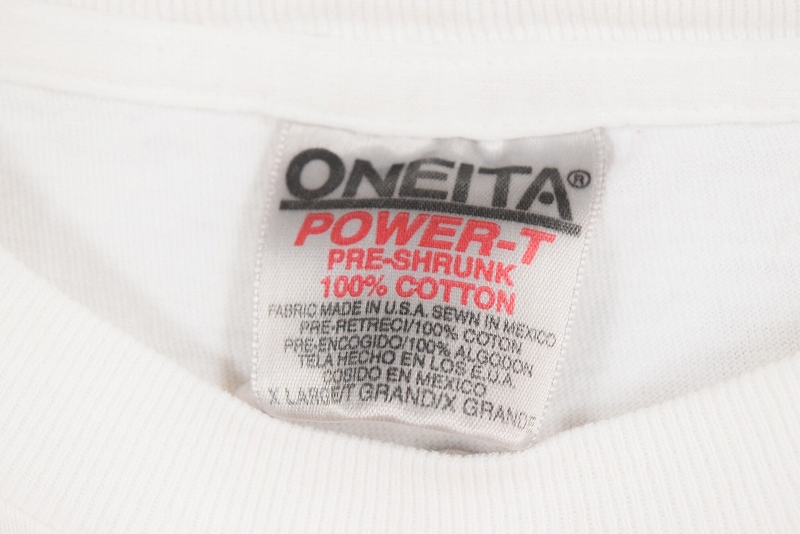 ONEITA®
POWER-T
PRE-SHRUNK
100% COTTON
FABRIC MADE IN U.S.A. SEWN IN MEXICO
PRE-RETRECI/100% COTON
PRE-ENCOGIDO/100% ALGODON
TELA HECHO EN LOS E.U.A.
COSIDO EN MEXICO
X LARGE/T GRAND/X GRANDE